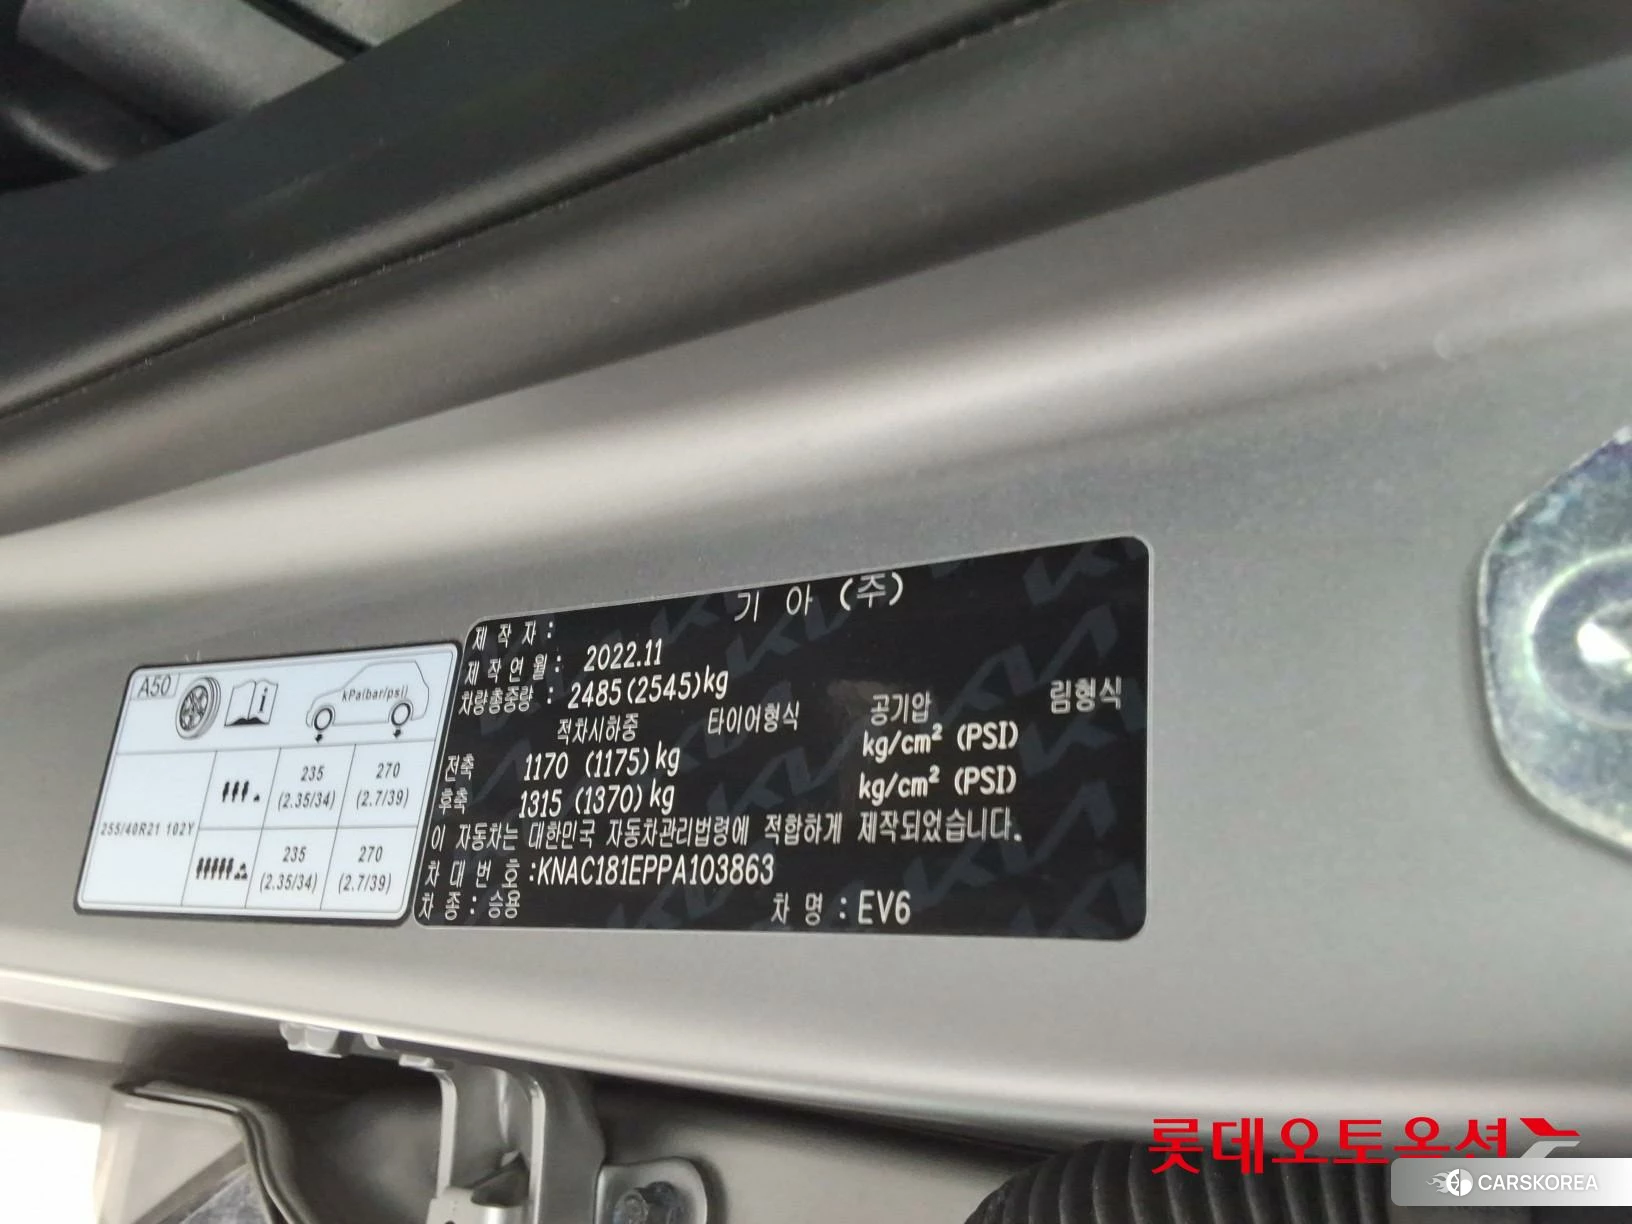 A50
kPa(bar/psi)
255/40R21 102Y
235 (2.35/34)
270 (2.7/39)
235 (2.35/34)
270 (2.7/39)
제작자 : 기아 (주)
제작연월 : 2022.11
차량총중량 : 2485(2545)kg
적차시하중 타이어형식 공기압 림형식
전축 1170 (1175)kg kg/cm² (PSI)
후축 1315 (1370)kg kg/cm² (PSI)
이 자동차는 대한민국 자동차관리법령에 적합하게 제작되었습니다.
차대번호 :KNAC181EPPA103863
차종 : 승용 차명 : EV6
롯데오토옥션
CARSKOREA